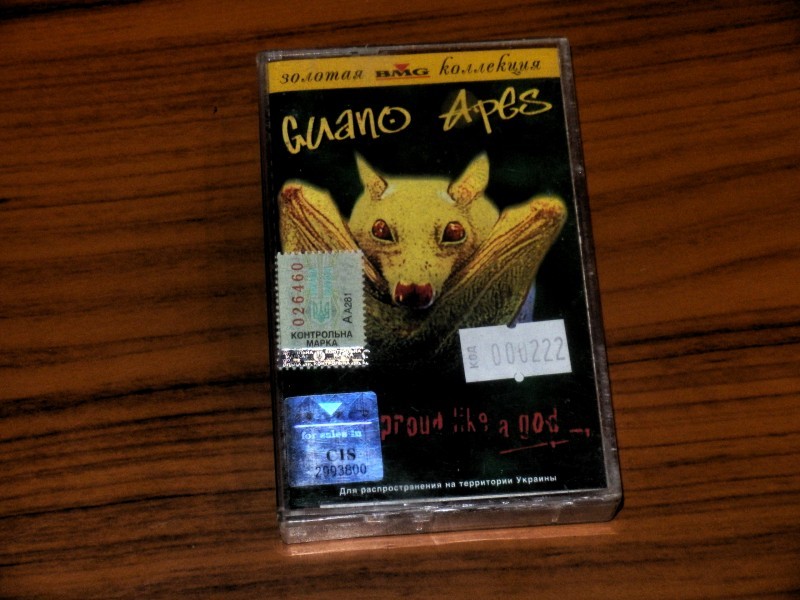 золотая BMG коллекция
Guano Apes
026460
AA281
КОНТРОЛЬНА
МАРКА
код 000222
proud like a god
for sales in
CIS
2993800
Для распространения на территории Украины